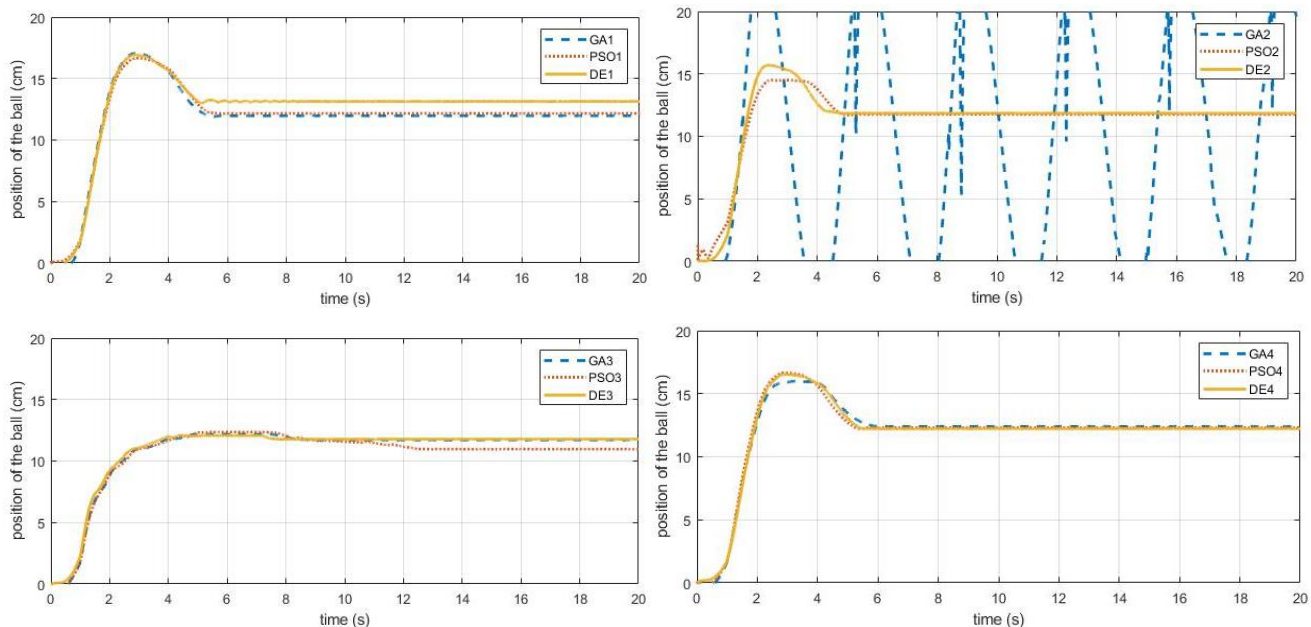 20
15
10
5
0
position of the ball (cm)
GA1
PSO1
DE1
0 2 4 6 8 10 12 14 16 18 20
time (s)
20
15
10
5
0
position of the ball (cm)
GA2
PSO2
DE2
0 2 4 6 8 10 12 14 16 18 20
time (s)
20
15
10
5
0
position of the ball (cm)
GA3
PSO3
DE3
0 2 4 6 8 10 12 14 16 18 20
time (s)
20
15
10
5
0
position of the ball (cm)
GA4
PSO4
DE4
0 2 4 6 8 10 12 14 16 18 20
time (s)